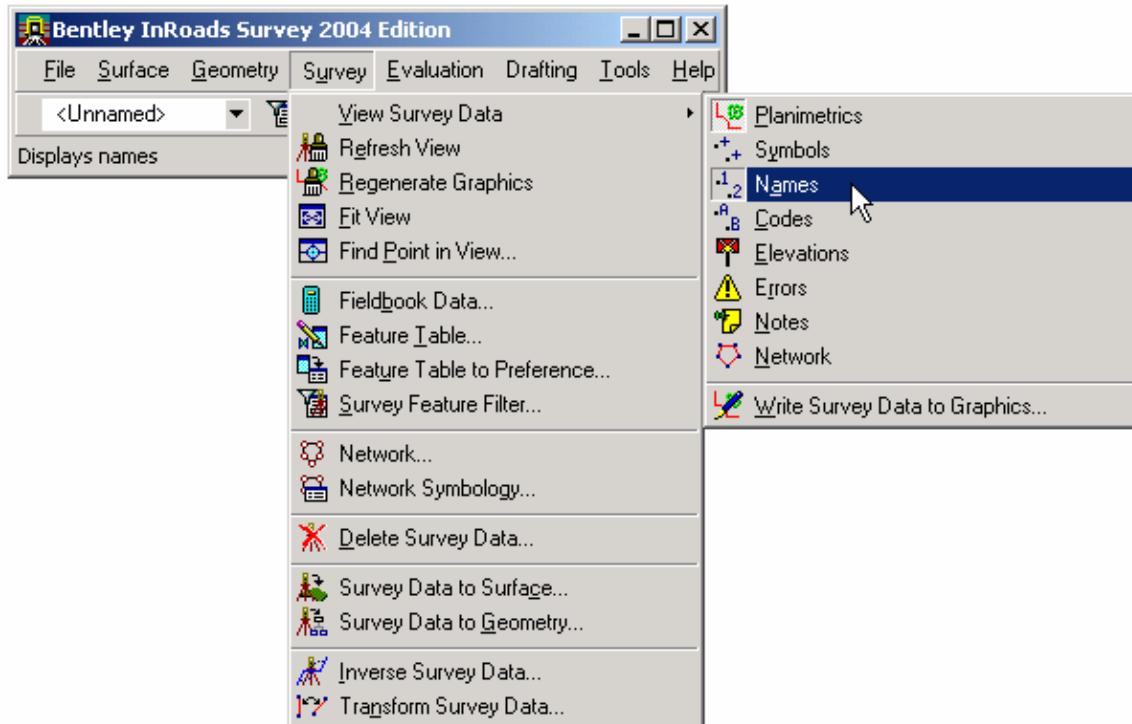 Bentley InRoads Survey 2004 Edition
File Surface Geometry Survey Evaluation Drafting Tools Help
<Unnamed>
Displays names
View Survey Data
Refresh View
Regenerate Graphics
Fit View
Find Point in View...
Fieldbook Data...
Feature Table...
Feature Table to Preference...
Survey Feature Filter...
Network...
Network Symbology...
Delete Survey Data...
Survey Data to Surface...
Survey Data to Geometry...
Inverse Survey Data...
Transform Survey Data...
Planimetrics
Symbols
Names
Codes
Elevations
Errors
Notes
Network
Write Survey Data to Graphics...